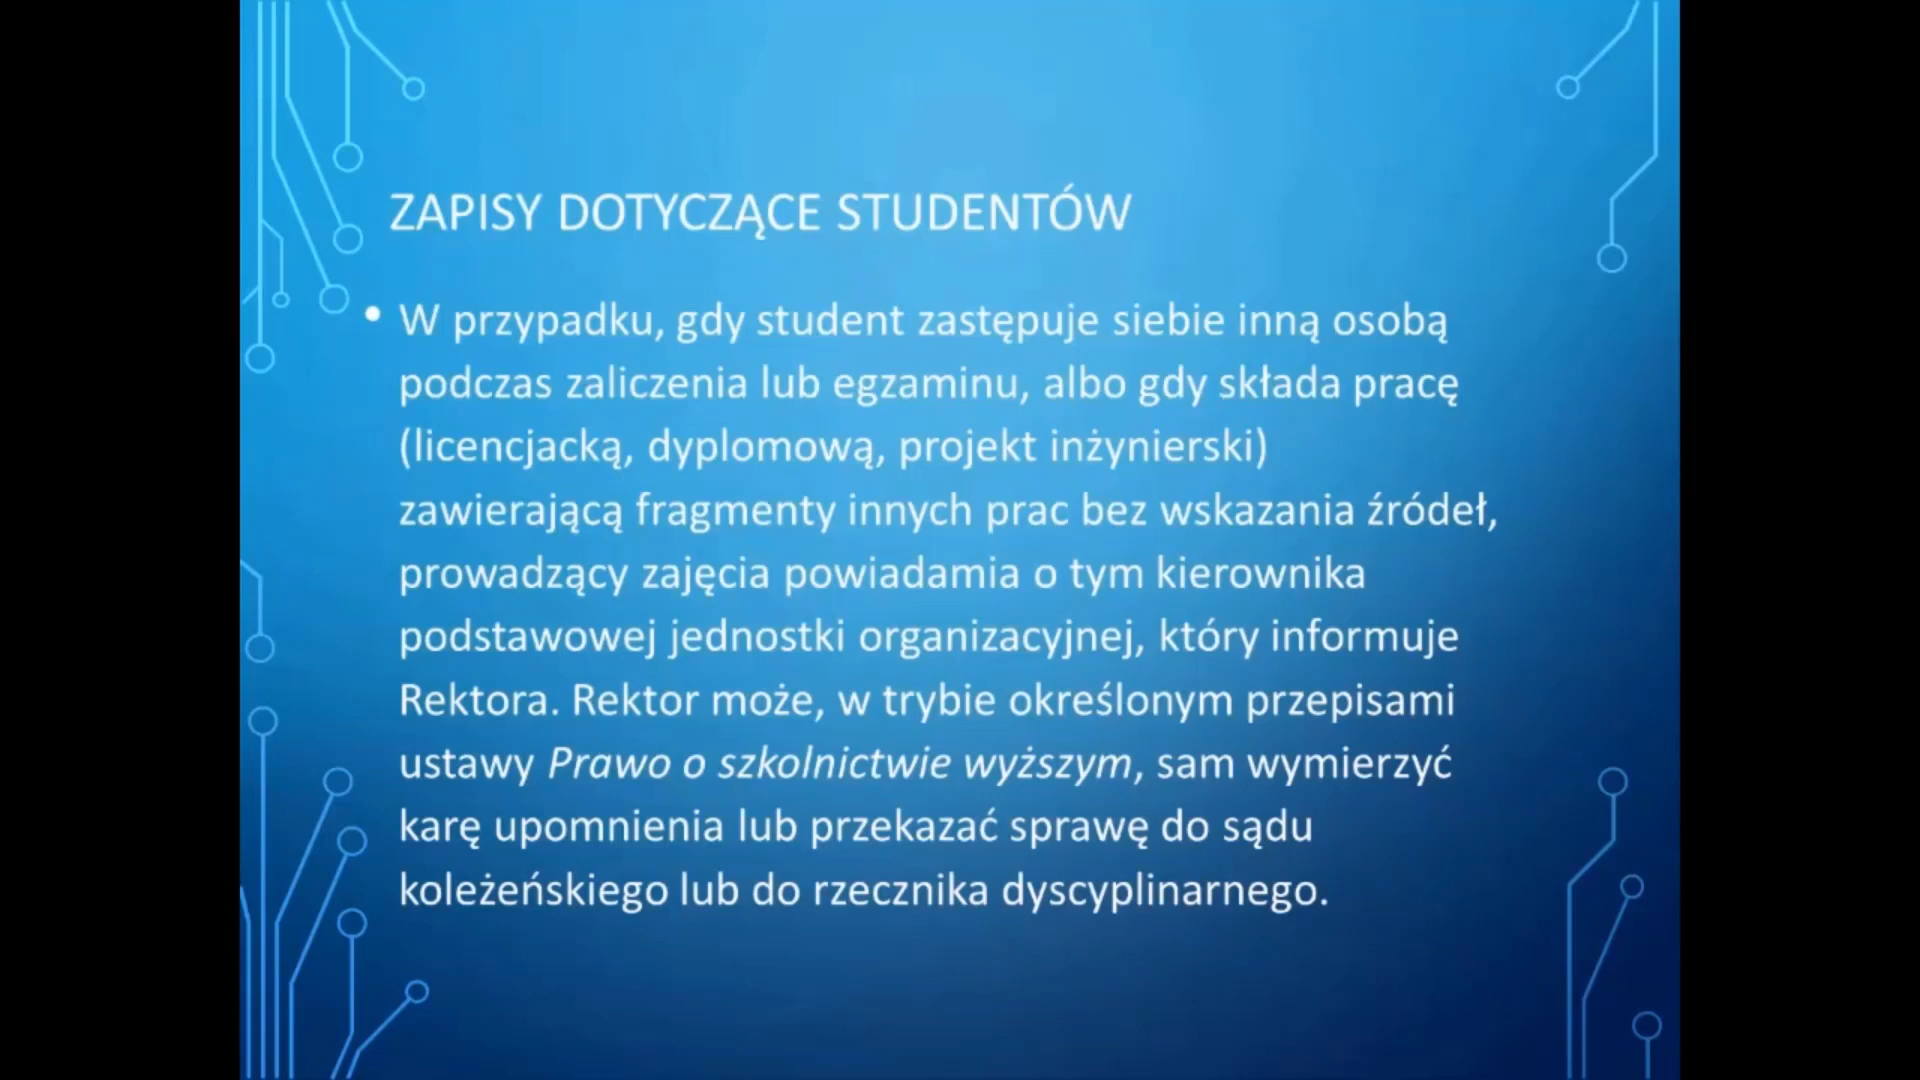 ZAPISY DOTYCZĄCE STUDENTÓW
• W przypadku, gdy student zastępuje siebie inną osobą
podczas zaliczenia lub egzaminu, albo gdy składa pracę
(licencjacką, dyplomową, projekt inżynierski)
zawierającą fragmenty innych prac bez wskazania źródeł,
prowadzący zajęcia powiadamia o tym kierownika
podstawowej jednostki organizacyjnej, który informuje
Rektora. Rektor może, w trybie określonym przepisami
ustawy Prawo o szkolnictwie wyższym, sam wymierzyć
karę upomnienia lub przekazać sprawę do sądu
koleżeńskiego lub do rzecznika dyscyplinarnego.